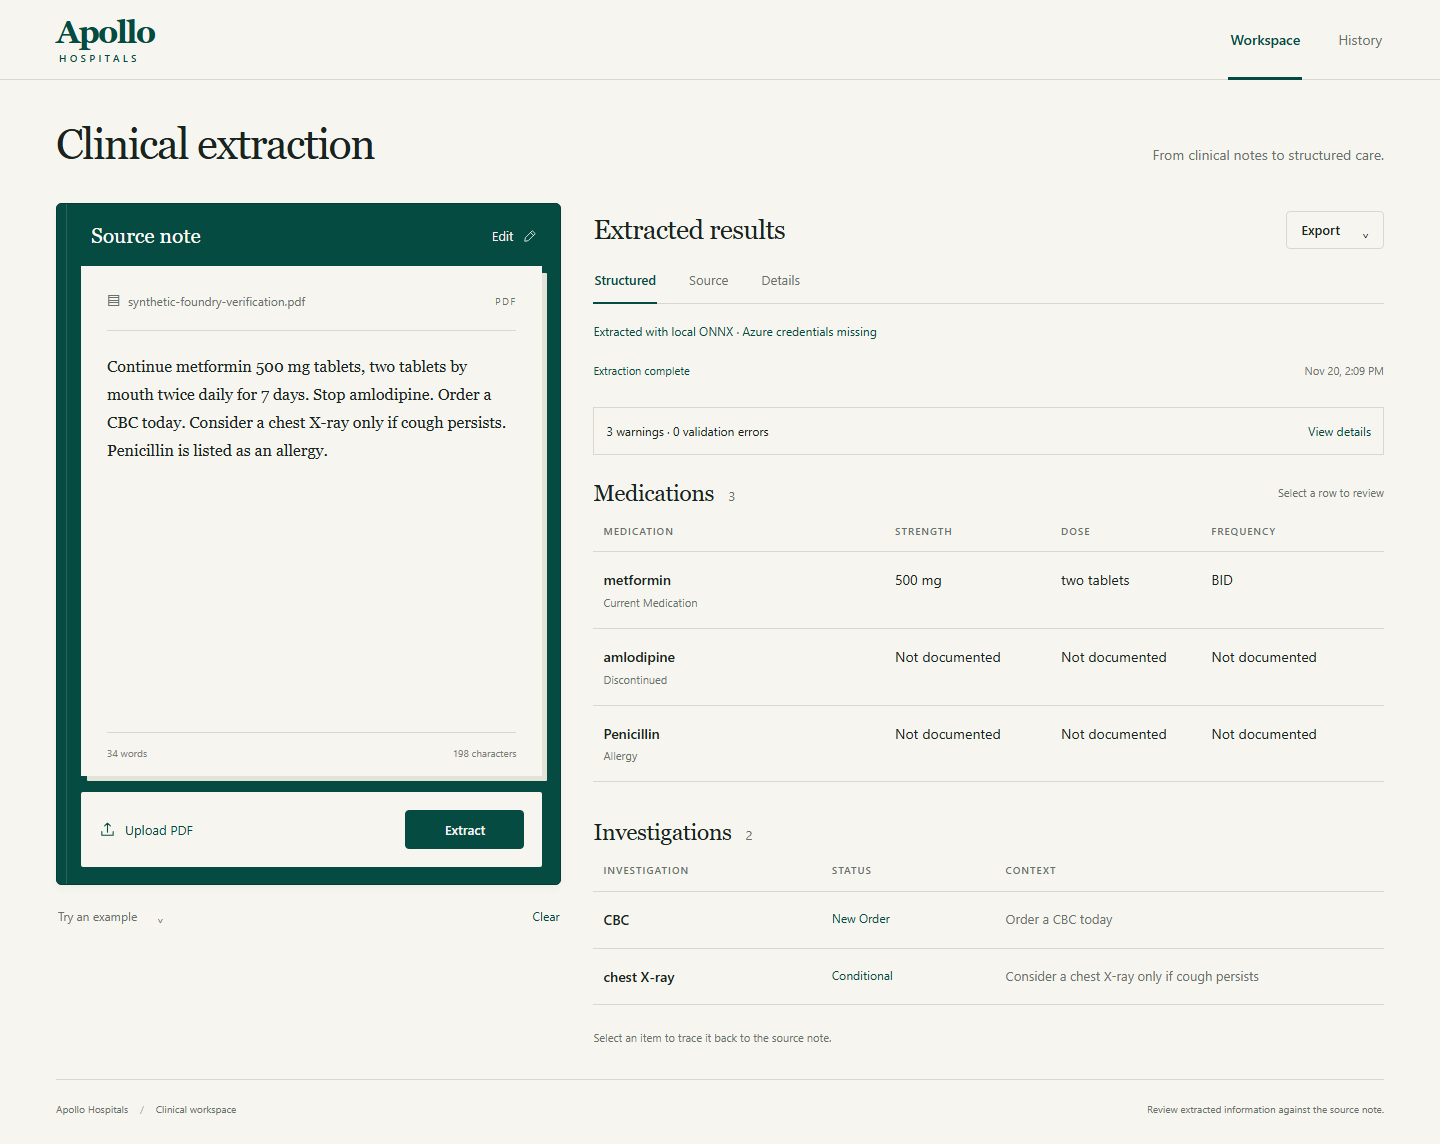 Apollo
HOSPITALS
Workspace
History
Clinical extraction
From clinical notes to structured care.
Source note
Edit
synthetic-foundry-verification.pdf
PDF
Continue metformin 500 mg tablets, two tablets by
mouth twice daily for 7 days. Stop amlodipine. Order a
CBC today. Consider a chest X-ray only if cough persists.
Penicillin is listed as an allergy.
34 words
198 characters
Upload PDF
Extract
Try an example
Clear
Extracted results
Export
Structured
Source
Details
Extracted with local ONNX · Azure credentials missing
Extraction complete
Nov 20, 2:09 PM
3 warnings · 0 validation errors
View details
Medications 3
Select a row to review
MEDICATION STRENGTH DOSE FREQUENCY
metformin 500 mg two tablets BID
Current Medication
amlodipine Not documented Not documented Not documented
Discontinued
Penicillin Not documented Not documented Not documented
Allergy
Investigations 2
INVESTIGATION STATUS CONTEXT
CBC New Order Order a CBC today
chest X-ray Conditional Consider a chest X-ray only if cough persists
Select an item to trace it back to the source note.
Apollo Hospitals / Clinical workspace
Review extracted information against the source note.